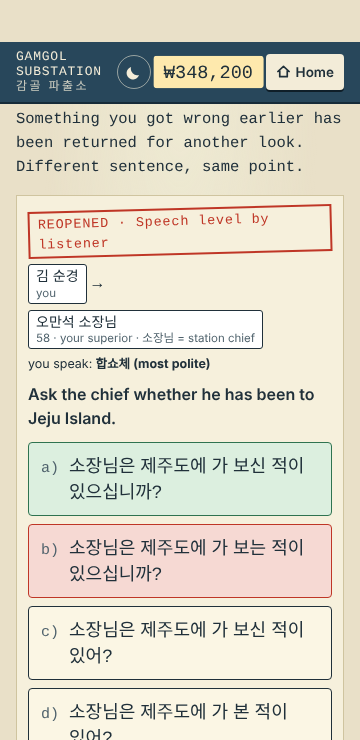 GAMGOL
SUBSTATION
감골 파출소
₩348,200
Home
Something you got wrong earlier has
been returned for another look.
Different sentence, same point.
REOPENED · Speech level by
listener
김 순경
you
→
오만석 소장님
58 · your superior · 소장님 = station chief
you speak: 합쇼체 (most polite)
Ask the chief whether he has been to
Jeju Island.
a) 소장님은 제주도에 가 보신 적이
있으십니까?
b) 소장님은 제주도에 가 보는 적이
있으십니까?
c) 소장님은 제주도에 가 보신 적이
있어?
d) 소장님은 제주도에 가 본 적이
있어?